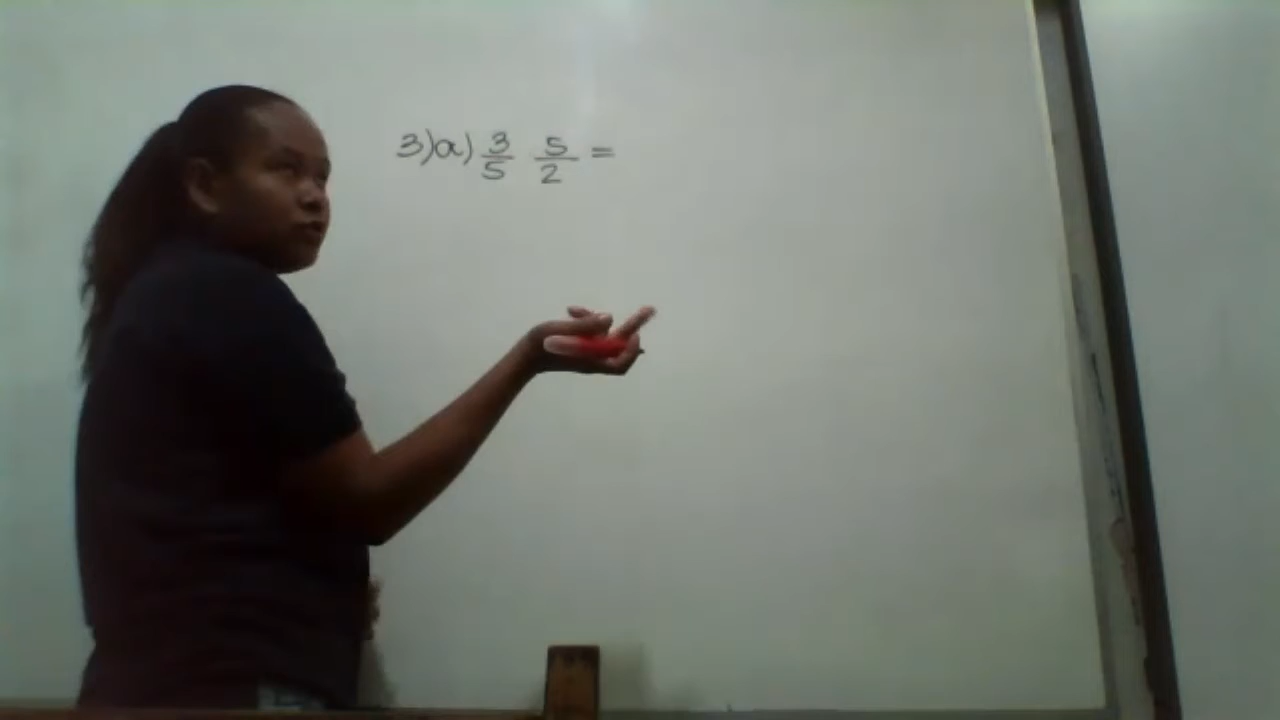 3)a) 3/5 5/2 =